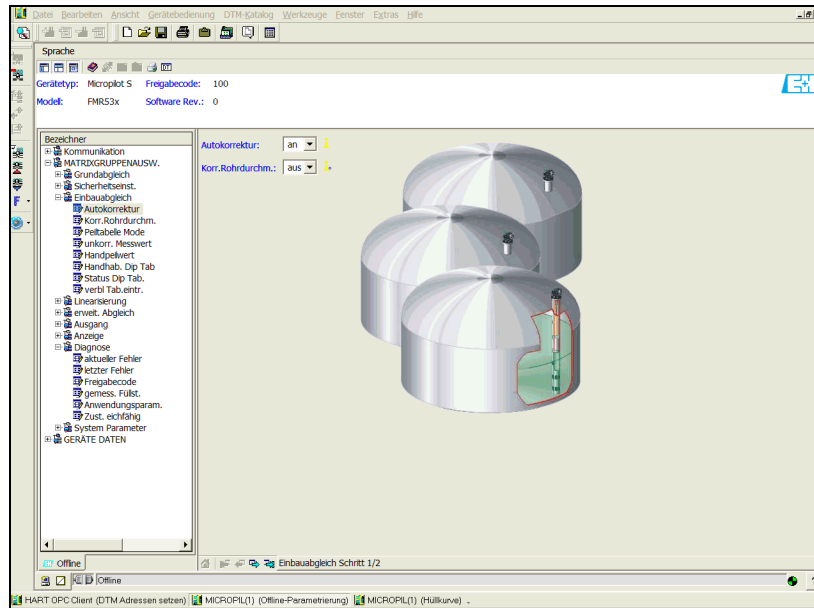 Datei Bearbeiten Ansicht Gerätebedienung DTM-Katalog Werkzeuge Fenster Extras Hilfe
Sprache
Gerätetyp: Micropilot S Freigabecode: 100
Modell: FMR53x Software Rev.: 0
Bezeichner
Kommunikation
MATRIXGRUPPENAUSW.
Grundabgleich
Sicherheitseinst.
Einbauabgleich
Autokorrektur
Korr.Rohrdurchm.
Peiltabelle Mode
unkorr. Messwert
Handpeilwert
Handhab. Dip Tab
Status Dip Tab.
verbl Tab.eintr.
Linearisierung
erweit. Abgleich
Ausgang
Anzeige
Diagnose
aktueller Fehler
letzter Fehler
Freigabecode
gemess. Füllst.
Anwendungsparam.
Zust. eichfähig
System Parameter
GERÄTE DATEN
Autokorrektur: an
Korr.Rohrdurchm.: aus
Offline
Einbauabgleich Schritt 1/2
Offline
HART OPC Client (DTM Adressen setzen) MICROPIL(1) (Offline-Parametrierung) MICROPIL(1) (Hüllkurve)